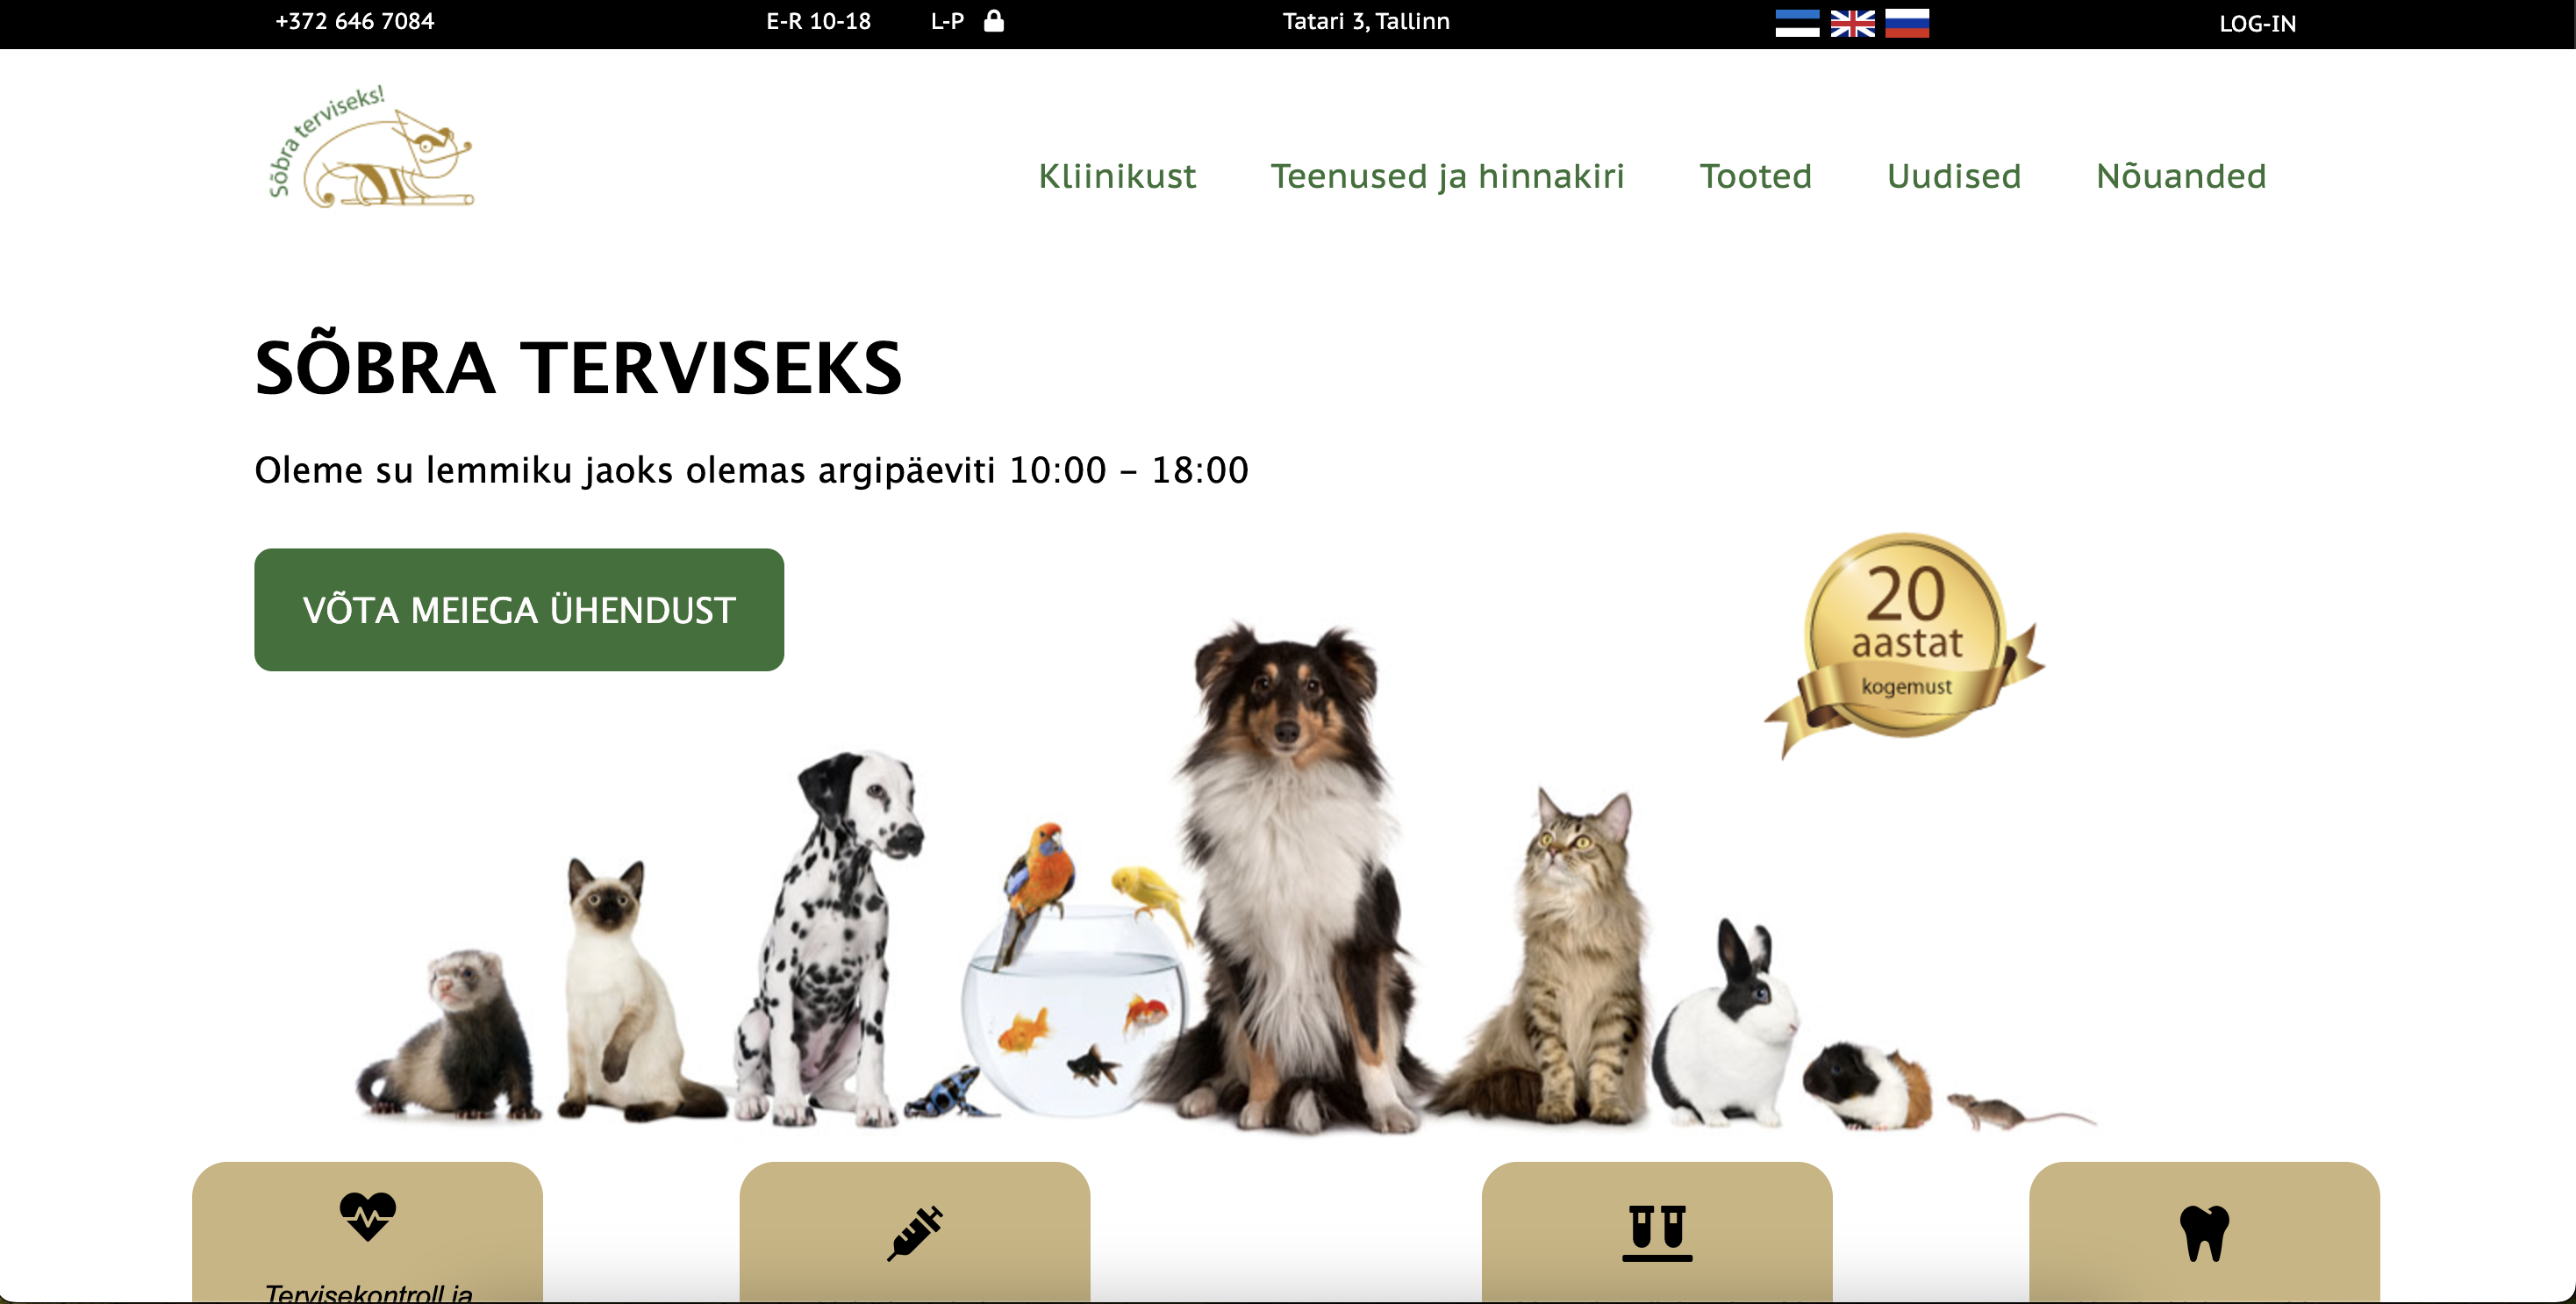 +372 646 7084
E-R 10-18
L-P
Tatari 3, Tallinn
LOG-IN
Sõbra terviseks!
Kliinikust
Teenused ja hinnakiri
Tooted
Uudised
Nõuanded
SÕBRA TERVISEKS
Oleme su lemmiku jaoks olemas argipäeviti 10:00 – 18:00
VÕTA MEIEGA ÜHENDUST
20
aastat
kogemust
Tervisekontroll ja